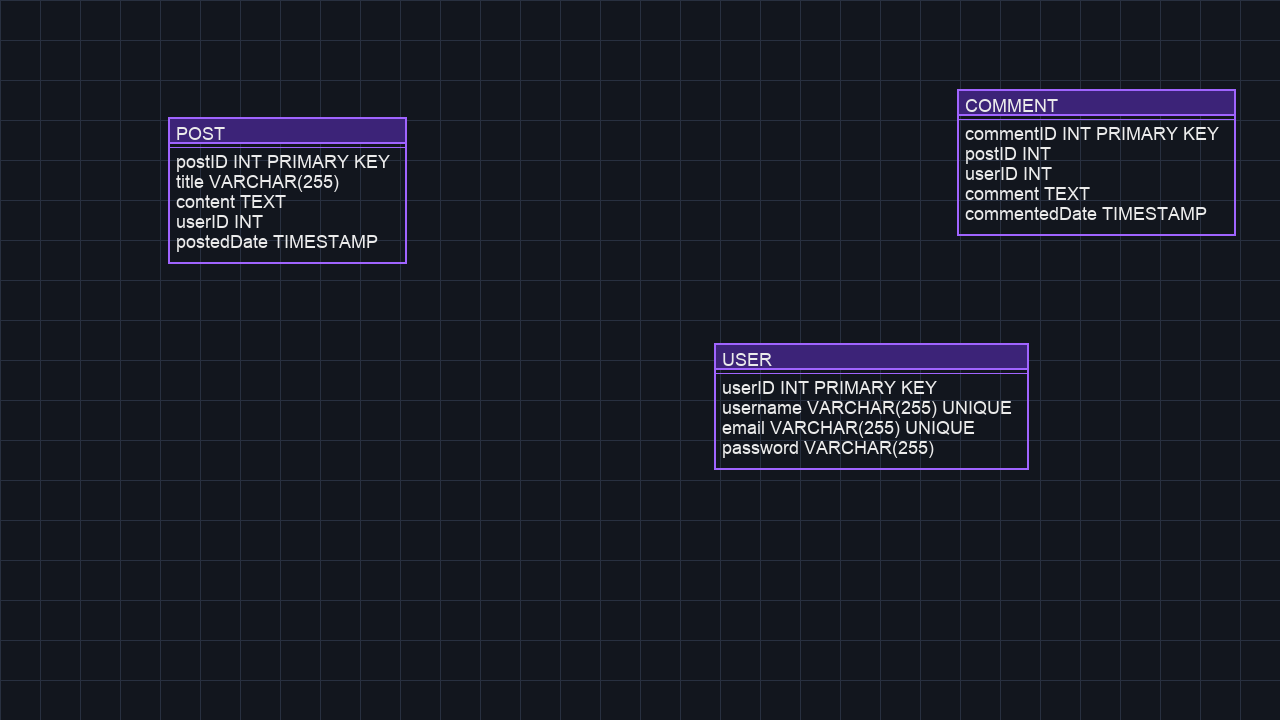 POST
postID INT PRIMARY KEY
title VARCHAR(255)
content TEXT
userID INT
postedDate TIMESTAMP
COMMENT
commentID INT PRIMARY KEY
postID INT
userID INT
comment TEXT
commentedDate TIMESTAMP
USER
userID INT PRIMARY KEY
username VARCHAR(255) UNIQUE
email VARCHAR(255) UNIQUE
password VARCHAR(255)